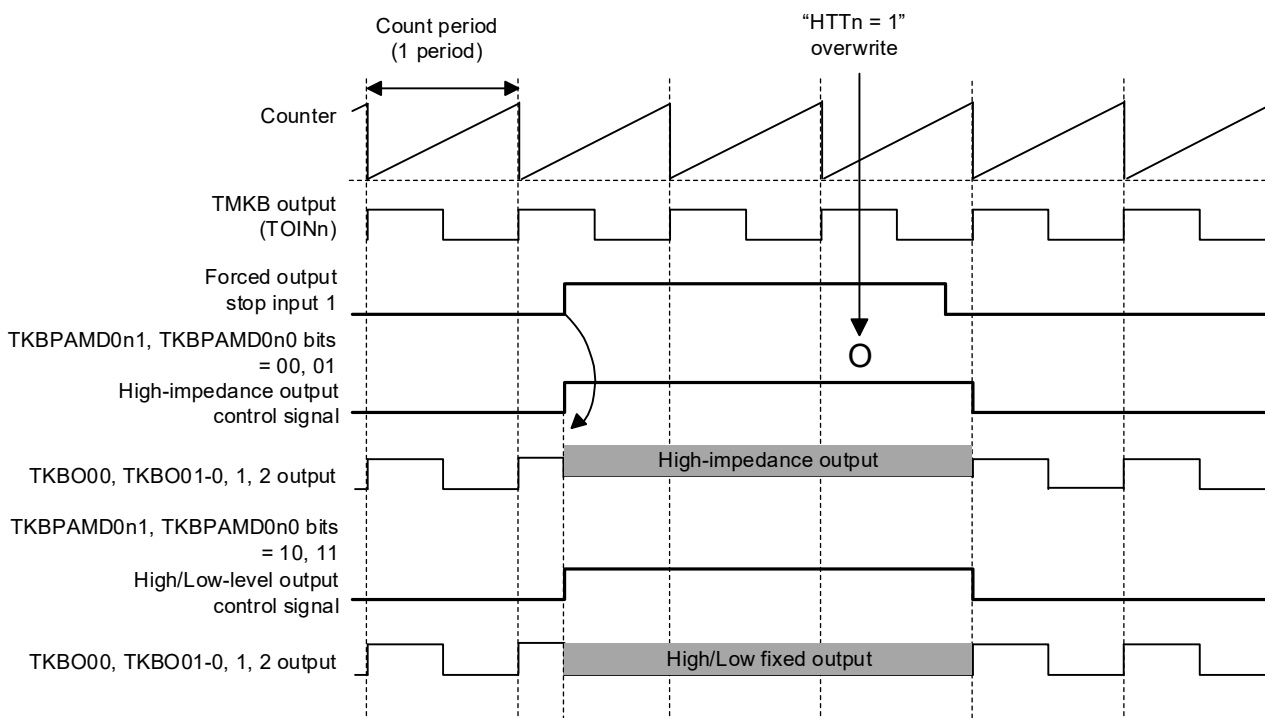 Count period
(1 period)
“HTTn = 1”
overwrite
Counter
TMKB output
(TOINn)
Forced output
stop input 1
TKBPAMD0n1, TKBPAMD0n0 bits
= 00, 01
High-impedance output
control signal
High-impedance output
TKBO00, TKBO01-0, 1, 2 output
TKBPAMD0n1, TKBPAMD0n0 bits
= 10, 11
High/Low-level output
control signal
High/Low fixed output
TKBO00, TKBO01-0, 1, 2 output